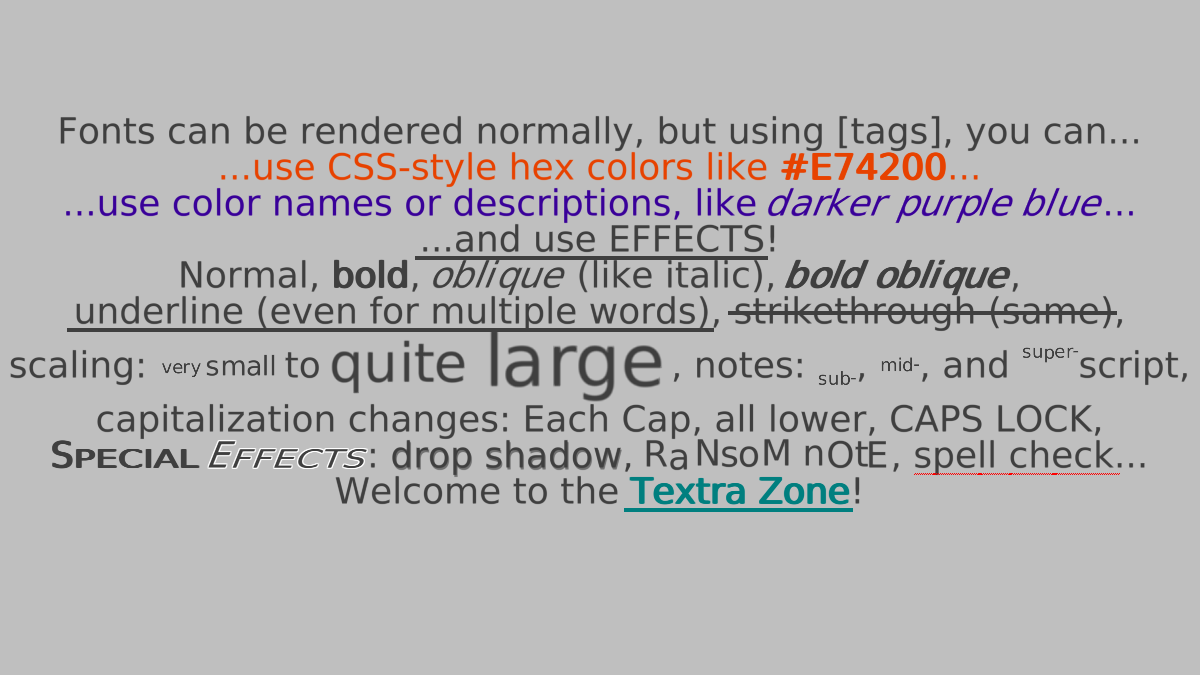 Fonts can be rendered normally, but using [tags], you can...
...use CSS-style hex colors like #E74200...
...use color names or descriptions, like darker purple blue...
...and use EFFECTS!
Normal, bold, oblique (like italic), bold oblique,
underline (even for multiple words), strikethrough (same),
scaling: very small to quite large , notes: sub-, mid-, and super-script,
capitalization changes: Each Cap, all lower, CAPS LOCK,
SPECIAL EFFECTS: drop shadow, RaNsoM nOtE, spell check...
Welcome to the Textra Zone!